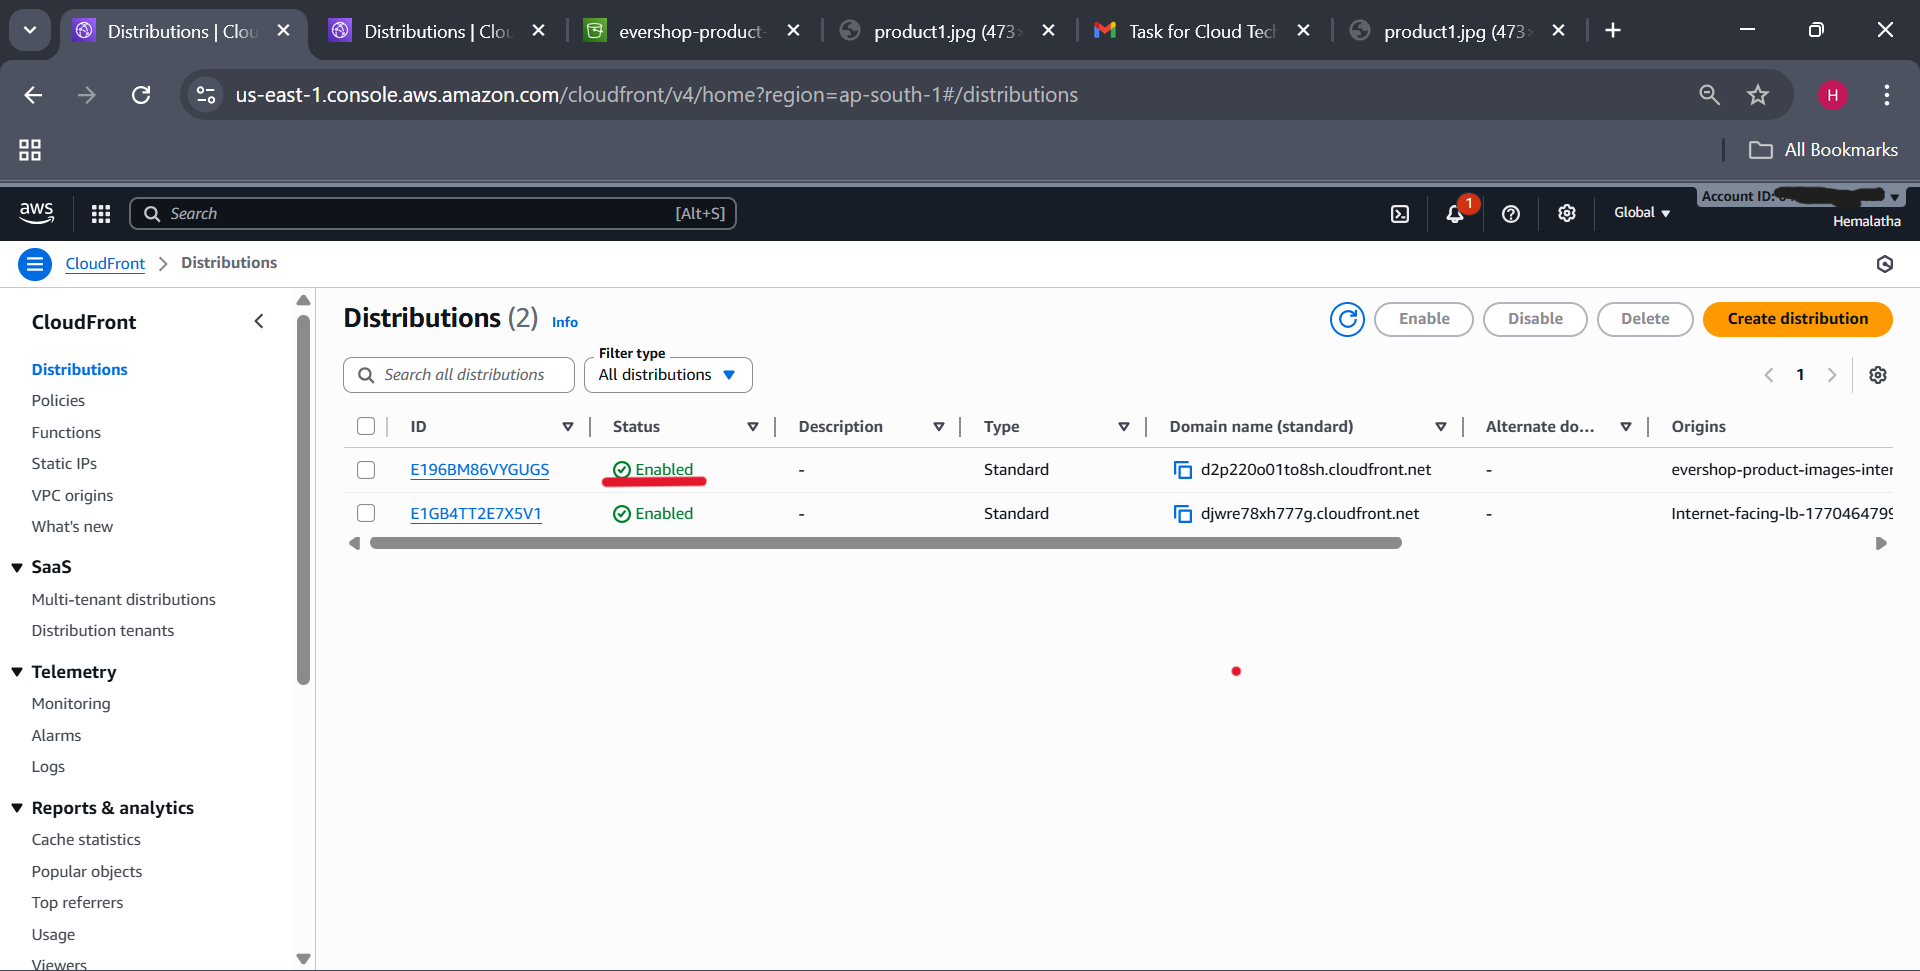 Distributions | Clou
Distributions | Clou
evershop-product-
product1.jpg (473×
Task for Cloud Tech
product1.jpg (473×
us-east-1.console.aws.amazon.com/cloudfront/v4/home?region=ap-south-1#/distributions
H
All Bookmarks
aws
Search
[Alt+S]
1
Global
Account ID:
Hemalatha
CloudFront
Distributions
CloudFront
Distributions
Policies
Functions
Static IPs
VPC origins
What's new
SaaS
Multi-tenant distributions
Distribution tenants
Telemetry
Monitoring
Alarms
Logs
Reports & analytics
Cache statistics
Popular objects
Top referrers
Usage
Viewers
Distributions (2) Info
Enable
Disable
Delete
Create distribution
Search all distributions
Filter type
All distributions
1
ID Status Description Type Domain name (standard) Alternate do... Origins
E196BM86VYGUGS Enabled - Standard d2p220o01to8sh.cloudfront.net - evershop-product-images-inter
E1GB4TT2E7X5V1 Enabled - Standard djwre78xh777g.cloudfront.net - Internet-facing-lb-1770464799